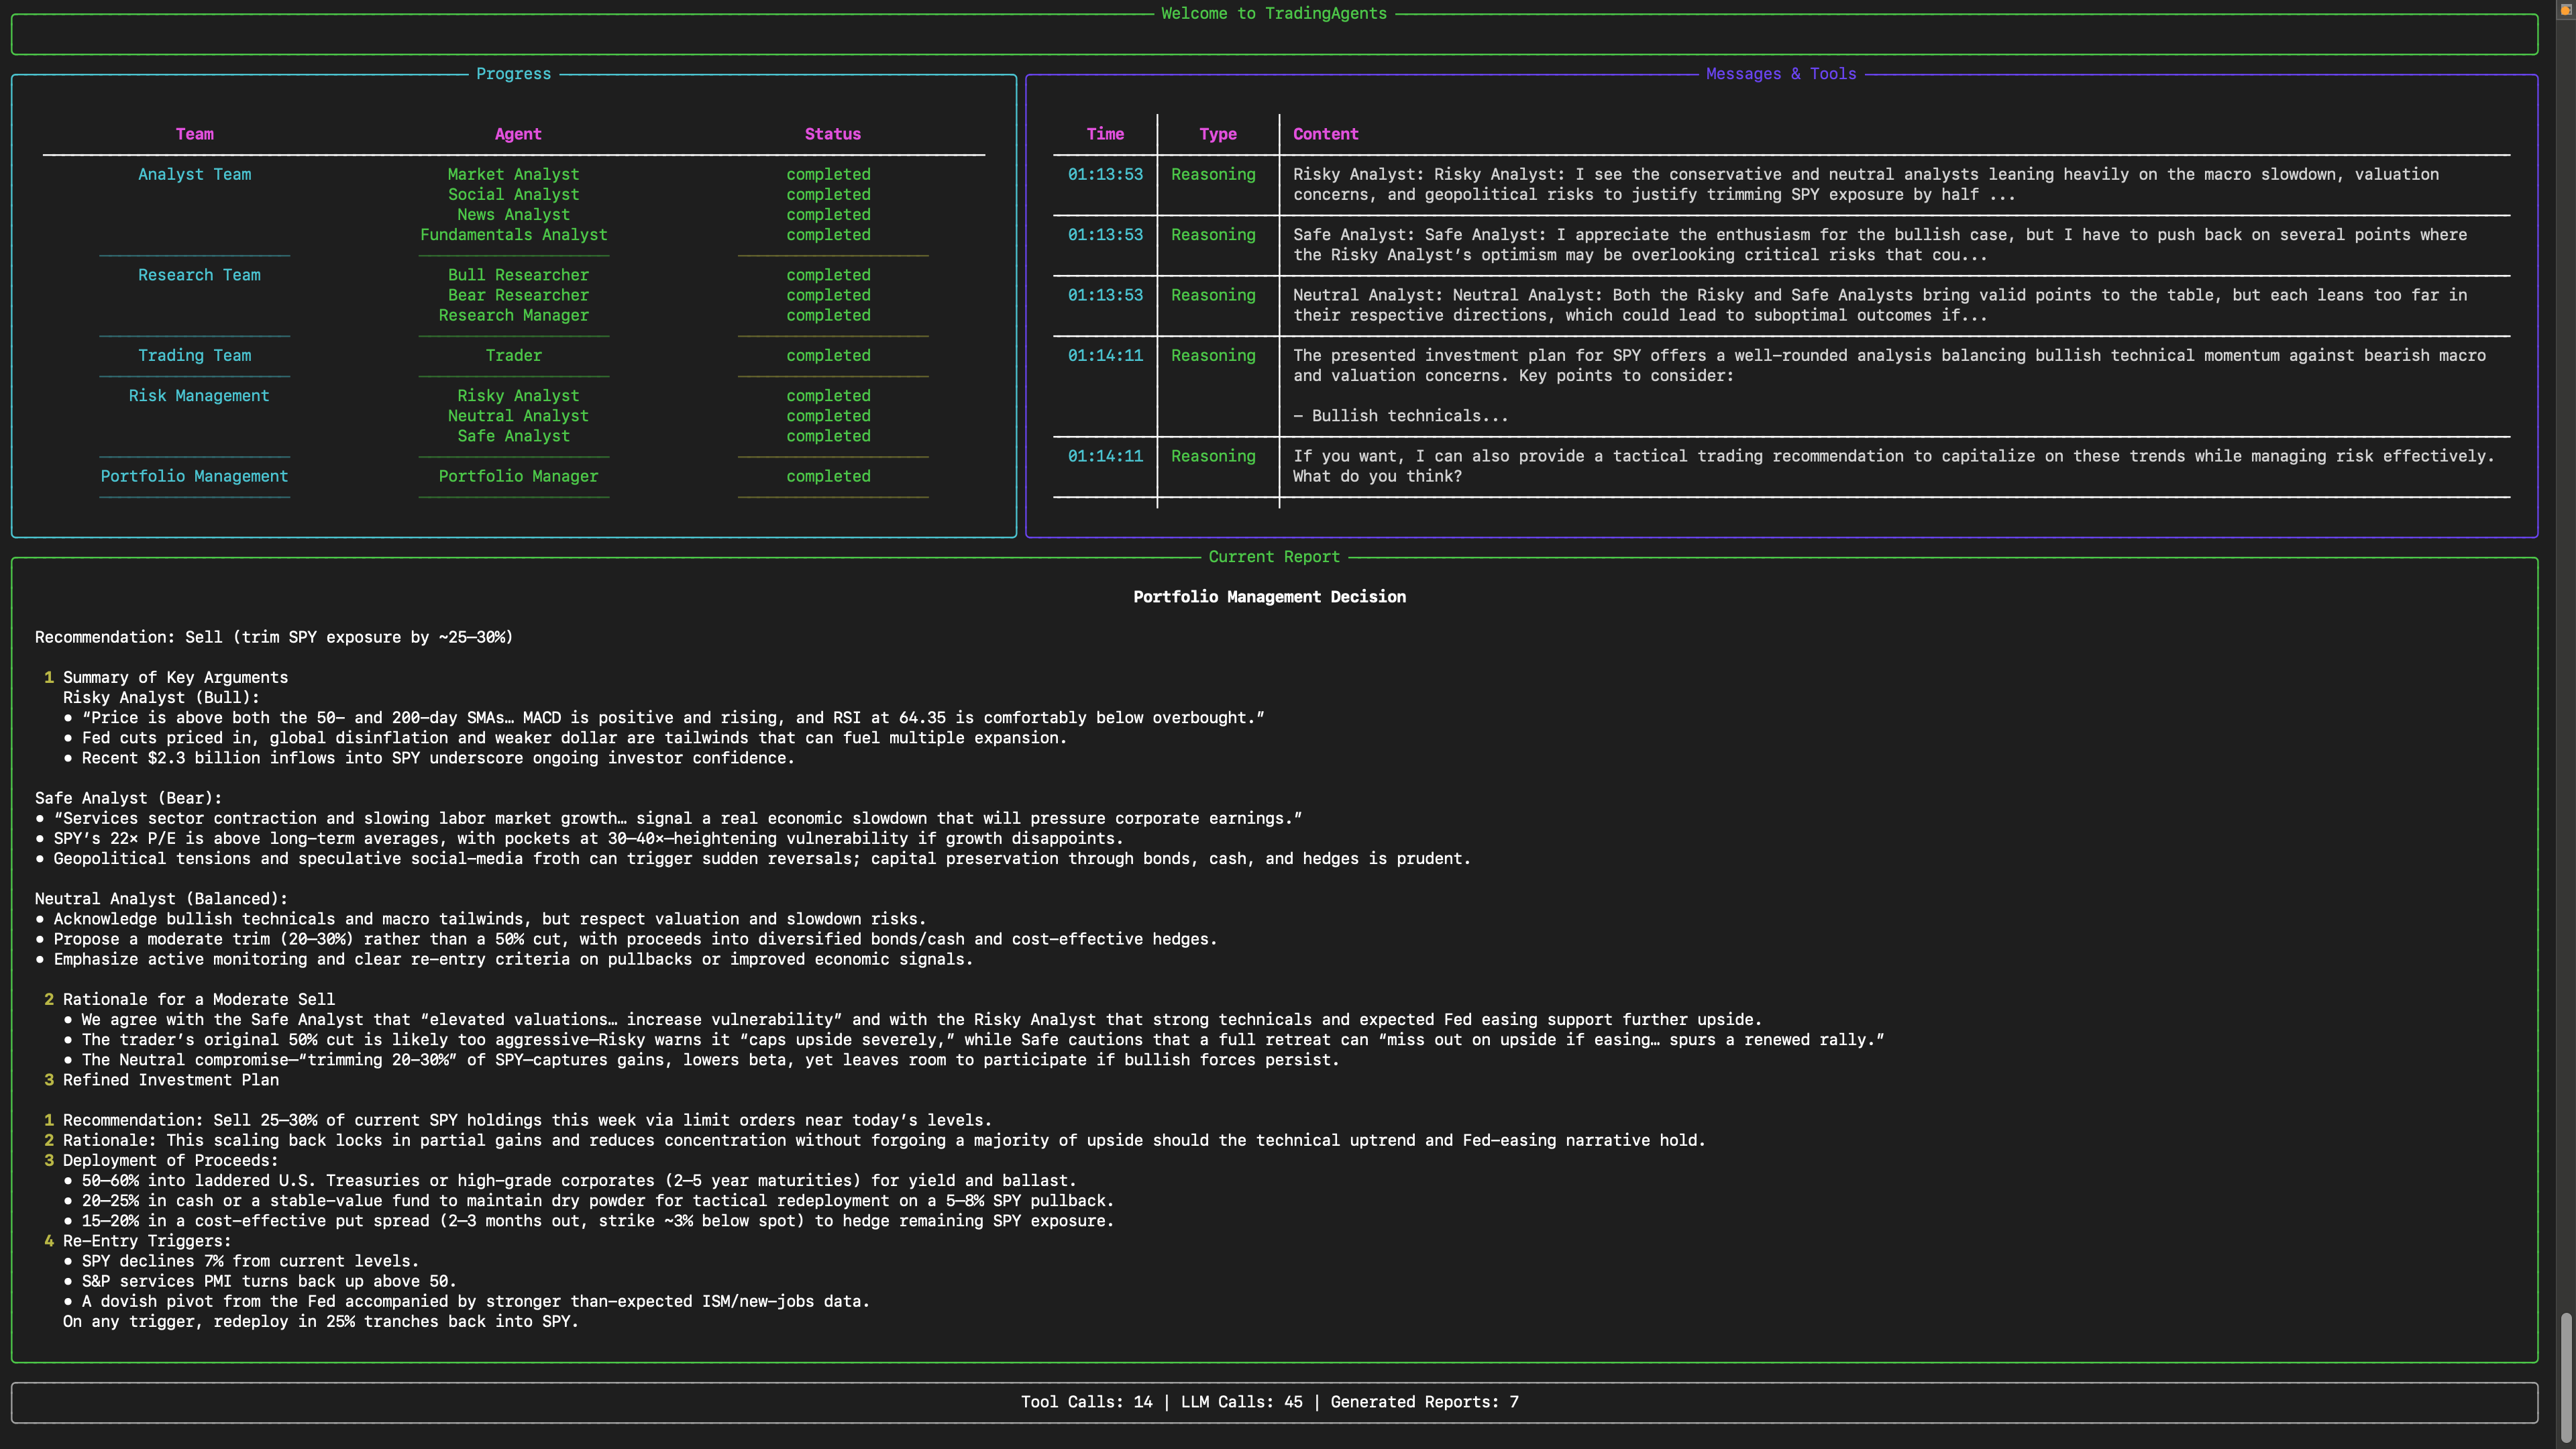 Welcome to TradingAgents
Progress
Team Agent Status
Analyst Team Market Analyst completed
Social Analyst completed
News Analyst completed
Fundamentals Analyst completed
Research Team Bull Researcher completed
Bear Researcher completed
Research Manager completed
Trading Team Trader completed
Risk Management Risky Analyst completed
Neutral Analyst completed
Safe Analyst completed
Portfolio Management Portfolio Manager completed
Messages & Tools
Time Type Content
01:13:53 Reasoning Risky Analyst: Risky Analyst: I see the conservative and neutral analysts leaning heavily on the macro slowdown, valuation
concerns, and geopolitical risks to justify trimming SPY exposure by half ...
01:13:53 Reasoning Safe Analyst: Safe Analyst: I appreciate the enthusiasm for the bullish case, but I have to push back on several points where
the Risky Analyst’s optimism may be overlooking critical risks that cou...
01:13:53 Reasoning Neutral Analyst: Neutral Analyst: Both the Risky and Safe Analysts bring valid points to the table, but each leans too far in
their respective directions, which could lead to suboptimal outcomes if...
01:14:11 Reasoning The presented investment plan for SPY offers a well-rounded analysis balancing bullish technical momentum against bearish macro
and valuation concerns. Key points to consider:
- Bullish technicals...
01:14:11 Reasoning If you want, I can also provide a tactical trading recommendation to capitalize on these trends while managing risk effectively.
What do you think?
Current Report
Portfolio Management Decision
Recommendation: Sell (trim SPY exposure by ~25–30%)
1 Summary of Key Arguments
Risky Analyst (Bull):
● “Price is above both the 50- and 200-day SMAs… MACD is positive and rising, and RSI at 64.35 is comfortably below overbought.”
● Fed cuts priced in, global disinflation and weaker dollar are tailwinds that can fuel multiple expansion.
● Recent $2.3 billion inflows into SPY underscore ongoing investor confidence.
Safe Analyst (Bear):
● “Services sector contraction and slowing labor market growth… signal a real economic slowdown that will pressure corporate earnings.”
● SPY’s 22× P/E is above long-term averages, with pockets at 30–40×—heightening vulnerability if growth disappoints.
● Geopolitical tensions and speculative social-media froth can trigger sudden reversals; capital preservation through bonds, cash, and hedges is prudent.
Neutral Analyst (Balanced):
● Acknowledge bullish technicals and macro tailwinds, but respect valuation and slowdown risks.
● Propose a moderate trim (20–30%) rather than a 50% cut, with proceeds into diversified bonds/cash and cost-effective hedges.
● Emphasize active monitoring and clear re-entry criteria on pullbacks or improved economic signals.
2 Rationale for a Moderate Sell
● We agree with the Safe Analyst that “elevated valuations… increase vulnerability” and with the Risky Analyst that strong technicals and expected Fed easing support further upside.
● The trader’s original 50% cut is likely too aggressive—Risky warns it “caps upside severely,” while Safe cautions that a full retreat can “miss out on upside if easing… spurs a renewed rally.”
● The Neutral compromise—“trimming 20–30%” of SPY—captures gains, lowers beta, yet leaves room to participate if bullish forces persist.
3 Refined Investment Plan
1 Recommendation: Sell 25–30% of current SPY holdings this week via limit orders near today’s levels.
2 Rationale: This scaling back locks in partial gains and reduces concentration without forgoing a majority of upside should the technical uptrend and Fed-easing narrative hold.
3 Deployment of Proceeds:
● 50–60% into laddered U.S. Treasuries or high-grade corporates (2–5 year maturities) for yield and ballast.
● 20–25% in cash or a stable-value fund to maintain dry powder for tactical redeployment on a 5–8% SPY pullback.
● 15–20% in a cost-effective put spread (2–3 months out, strike ~3% below spot) to hedge remaining SPY exposure.
4 Re-Entry Triggers:
● SPY declines 7% from current levels.
● S&P services PMI turns back up above 50.
● A dovish pivot from the Fed accompanied by stronger than-expected ISM/new-jobs data.
On any trigger, redeploy in 25% tranches back into SPY.
Tool Calls: 14 | LLM Calls: 45 | Generated Reports: 7